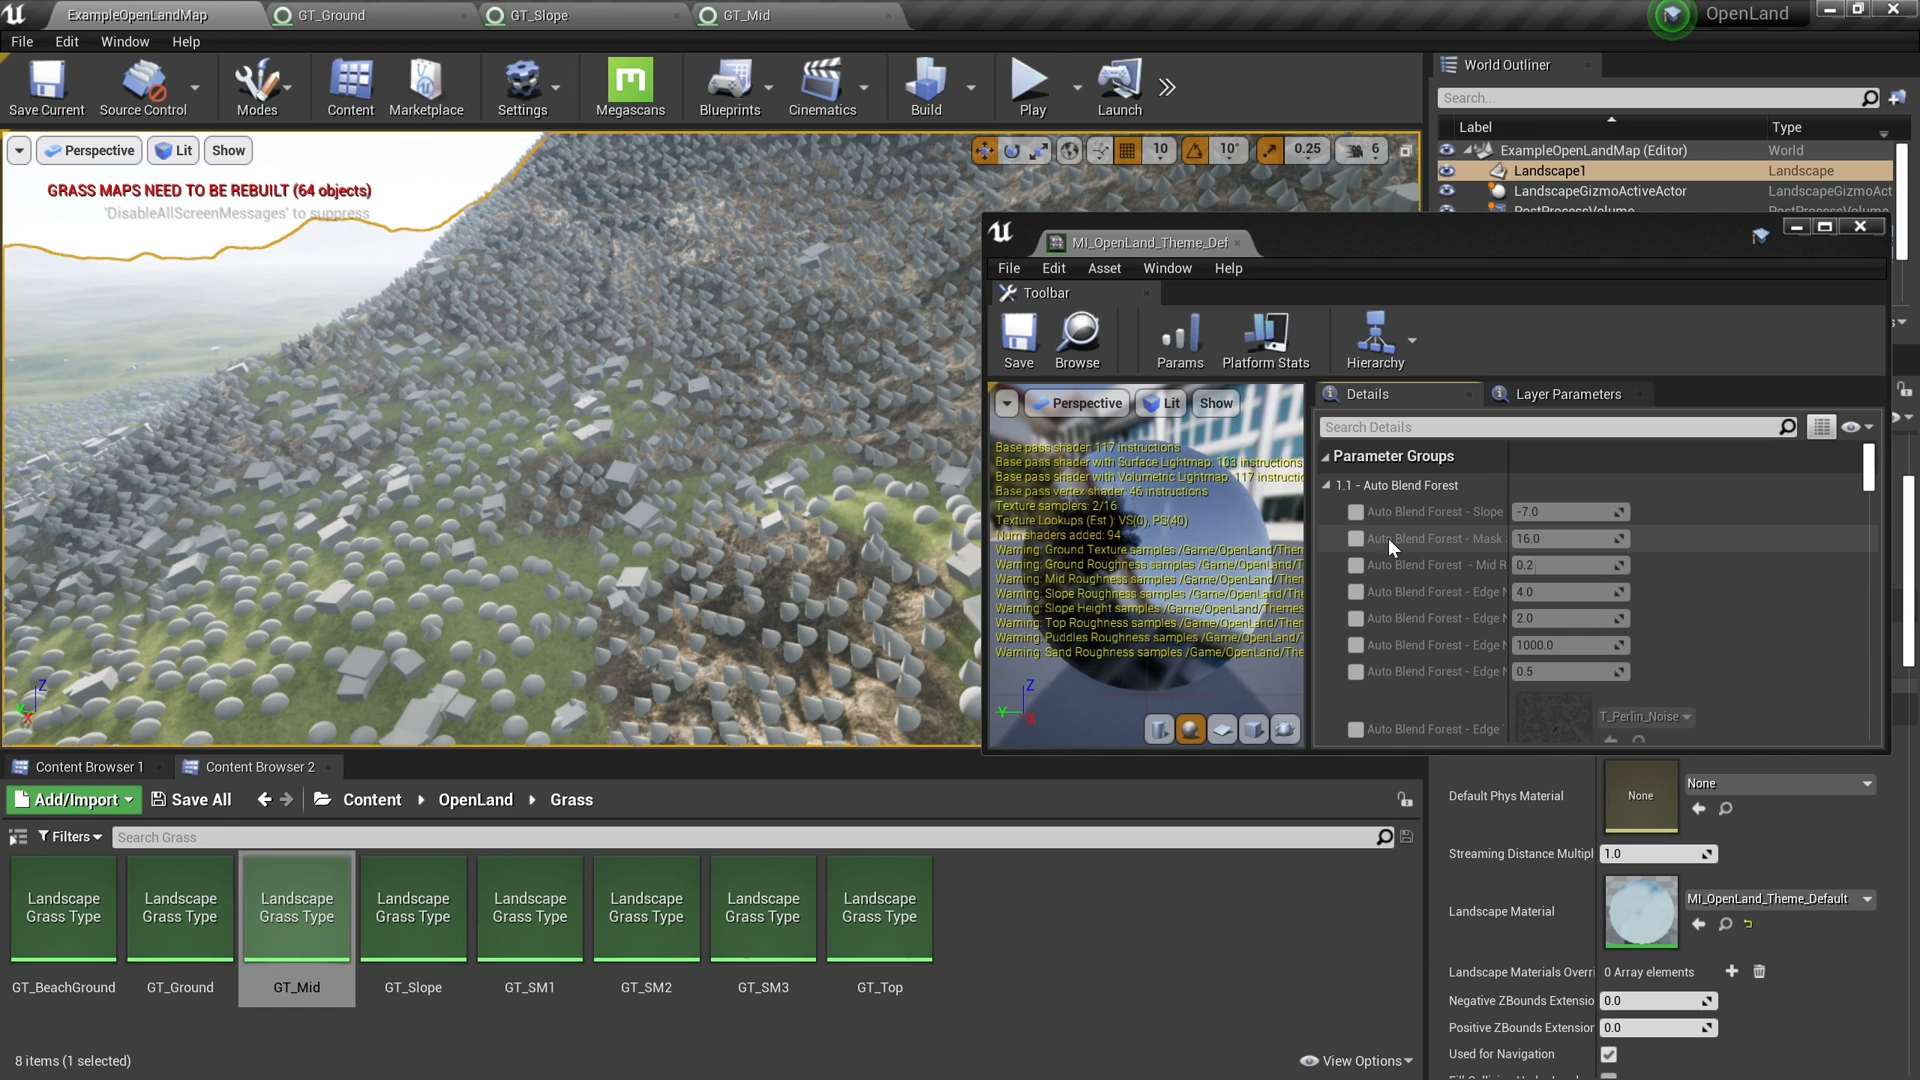 ExampleOpenLandMap
GT_Ground
GT_Slope
GT_Mid
OpenLand
File Edit Window Help
Save Current
Source Control
Modes
Content
Marketplace
Settings
Megascans
Blueprints
Cinematics
Build
Play
Launch
World Outliner
Search...
Label Type
ExampleOpenLandMap (Editor) World
Landscape1 Landscape
LandscapeGizmoActiveActor LandscapeGizmoAct
Perspective Lit Show
10 10° 0.25 6
GRASS MAPS NEED TO BE REBUILT (64 objects)
'DisableAllScreenMessages' to suppress
MI_OpenLand_Theme_Def
File Edit Asset Window Help
Toolbar
Save
Browse
Params
Platform Stats
Hierarchy
Perspective Lit Show
Base pass shader: 117 instructions
Base pass shader with Surface Lightmap: 103 instructions
Base pass shader with Volumetric Lightmap: 117 instructio
Base pass vertex shader: 46 instructions
Texture samplers: 2/16
Texture Lookups (Est.): VS(0), PS(40)
Num shaders added: 94
Warning: Ground Texture samples /Game/OpenLand/Then
Warning: Ground Roughness samples /Game/OpenLand/T
Warning: Mid Roughness samples /Game/OpenLand/Ther
Warning: Slope Roughness samples /Game/OpenLand/The
Warning: Slope Height samples /Game/OpenLand/Themes
Warning: Top Roughness samples /Game/OpenLand/Ther
Warning: Puddles Roughness samples /Game/OpenLand/T
Warning: Sand Roughness samples /Game/OpenLand/The
Z
Y
X
Details
Layer Parameters
Search Details
Parameter Groups
1.1 - Auto Blend Forest
Auto Blend Forest - Slope -7.0
Auto Blend Forest - Mask 16.0
Auto Blend Forest - Mid R 0.2
Auto Blend Forest - Edge N 4.0
Auto Blend Forest - Edge N 2.0
Auto Blend Forest - Edge N 1000.0
Auto Blend Forest - Edge N 0.5
Auto Blend Forest - Edge
T_Perlin_Noise
Z
Y
X
Content Browser 1
Content Browser 2
Add/Import
Save All
Content
OpenLand
Grass
Filters
Search Grass
Landscape Grass Type
Landscape Grass Type
Landscape Grass Type
Landscape Grass Type
Landscape Grass Type
Landscape Grass Type
Landscape Grass Type
Landscape Grass Type
GT_BeachGround
GT_Ground
GT_Mid
GT_Slope
GT_SM1
GT_SM2
GT_SM3
GT_Top
8 items (1 selected)
View Options
Default Phys Material
None
None
Streaming Distance Multipl 1.0
Landscape Material
MI_OpenLand_Theme_Default
Landscape Materials Overri 0 Array elements
Negative ZBounds Extensio 0.0
Positive ZBounds Extension 0.0
Used for Navigation